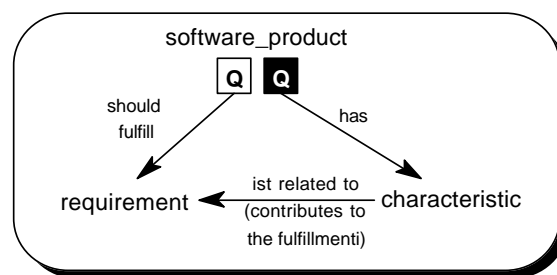 software_product
Q Q
should
fulfill
has
requirement
ist related to
(contributes to
the fulfillmenti)
characteristic